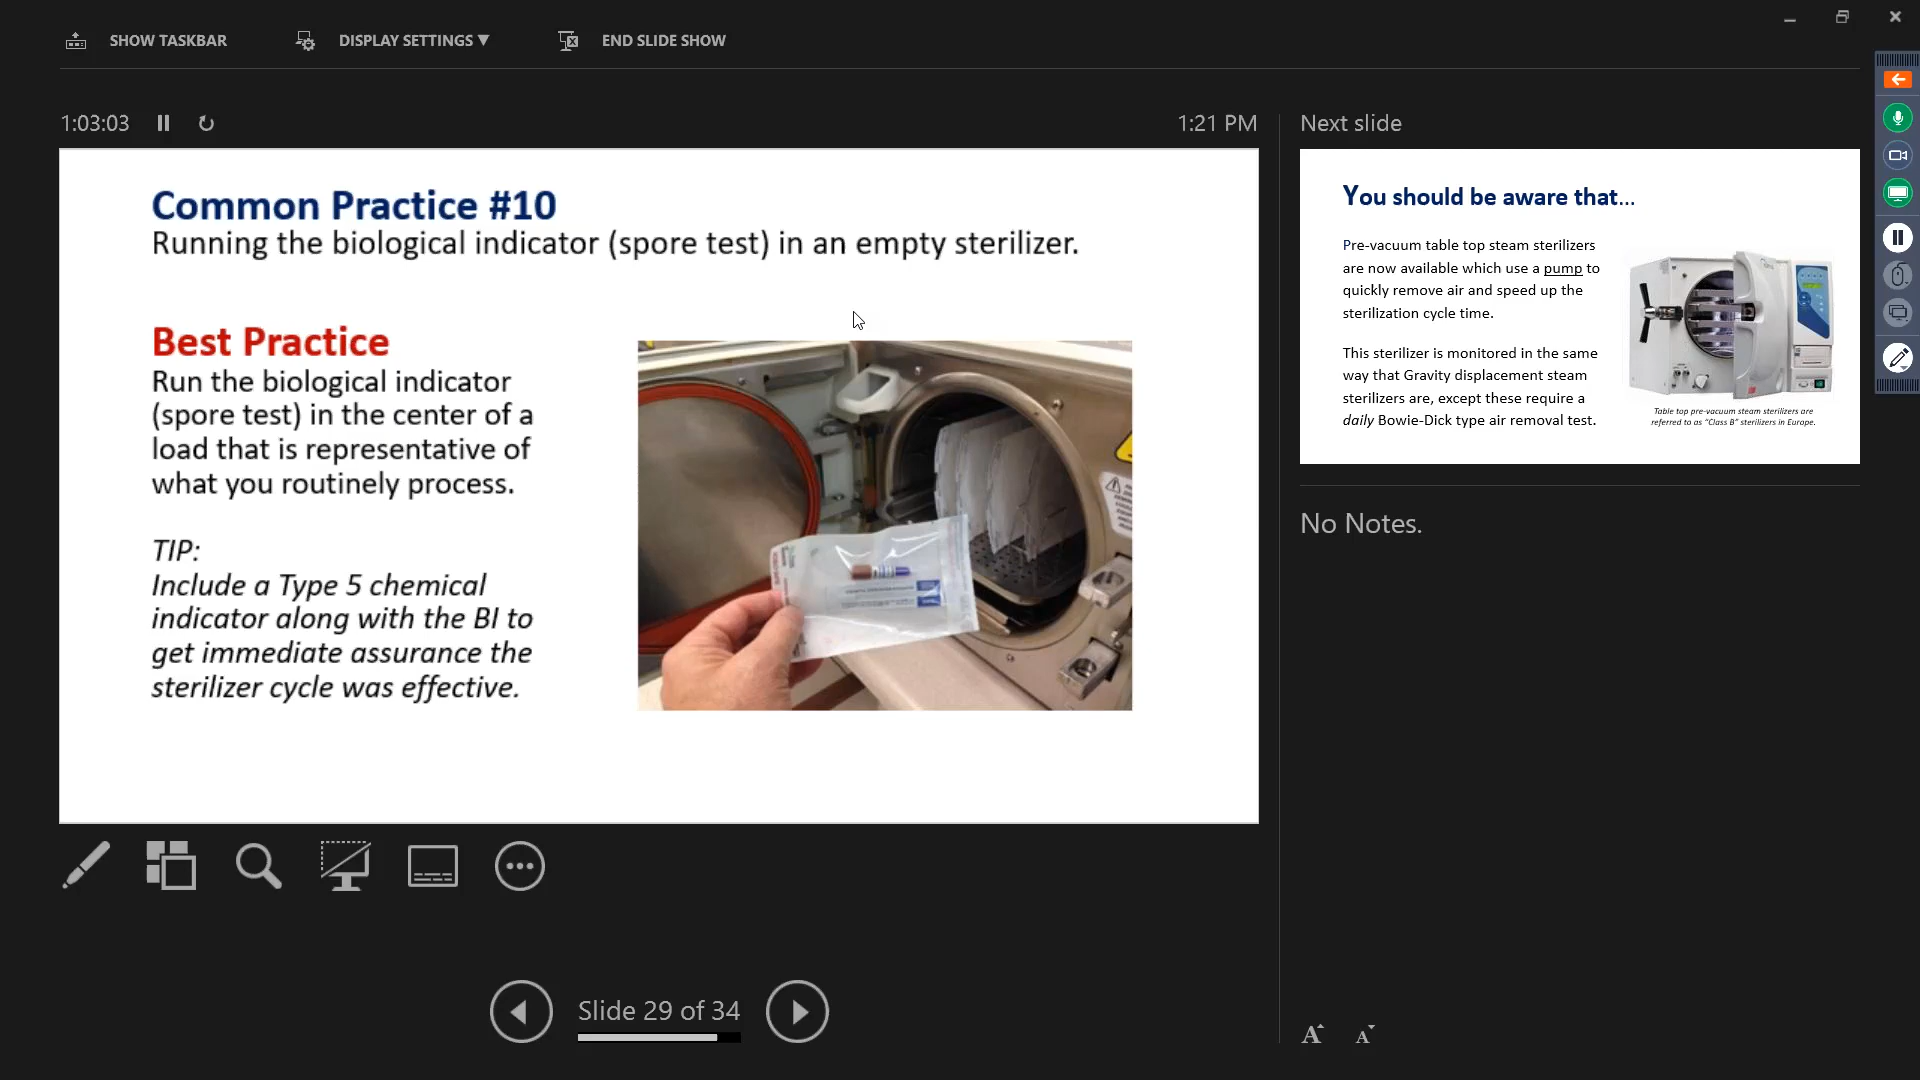 SHOW TASKBAR
DISPLAY SETTINGS ▼
END SLIDE SHOW
1:03:03
1:21 PM
Next slide
Common Practice #10
Running the biological indicator (spore test) in an empty sterilizer.
Best Practice
Run the biological indicator
(spore test) in the center of a
load that is representative of
what you routinely process.
TIP:
Include a Type 5 chemical
indicator along with the BI to
get immediate assurance the
sterilizer cycle was effective.
You should be aware that...
Pre-vacuum table top steam sterilizers
are now available which use a pump to
quickly remove air and speed up the
sterilization cycle time.
This sterilizer is monitored in the same
way that Gravity displacement steam
sterilizers are, except these require a
daily Bowie-Dick type air removal test.
Table top pre-vacuum steam sterilizers are
referred to as “Class B” sterilizers in Europe.
No Notes.
Slide 29 of 34
A A